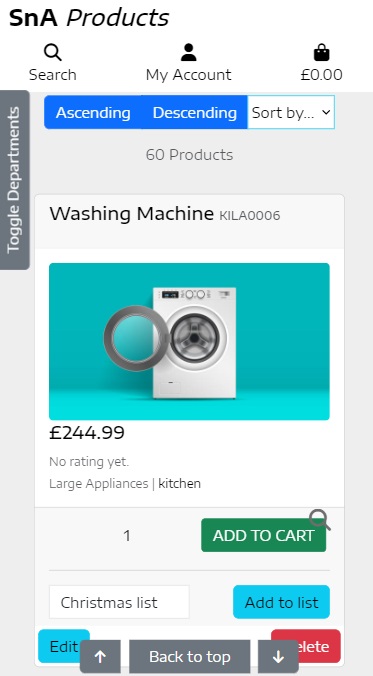 SnA Products
Search
My Account
£0.00
Toggle Departments
Ascending
Descending
Sort by...
60 Products
Washing Machine KILA0006
£244.99
No rating yet.
Large Appliances | kitchen
1
ADD TO CART
Christmas list
Add to list
Edit
Back to top
elete